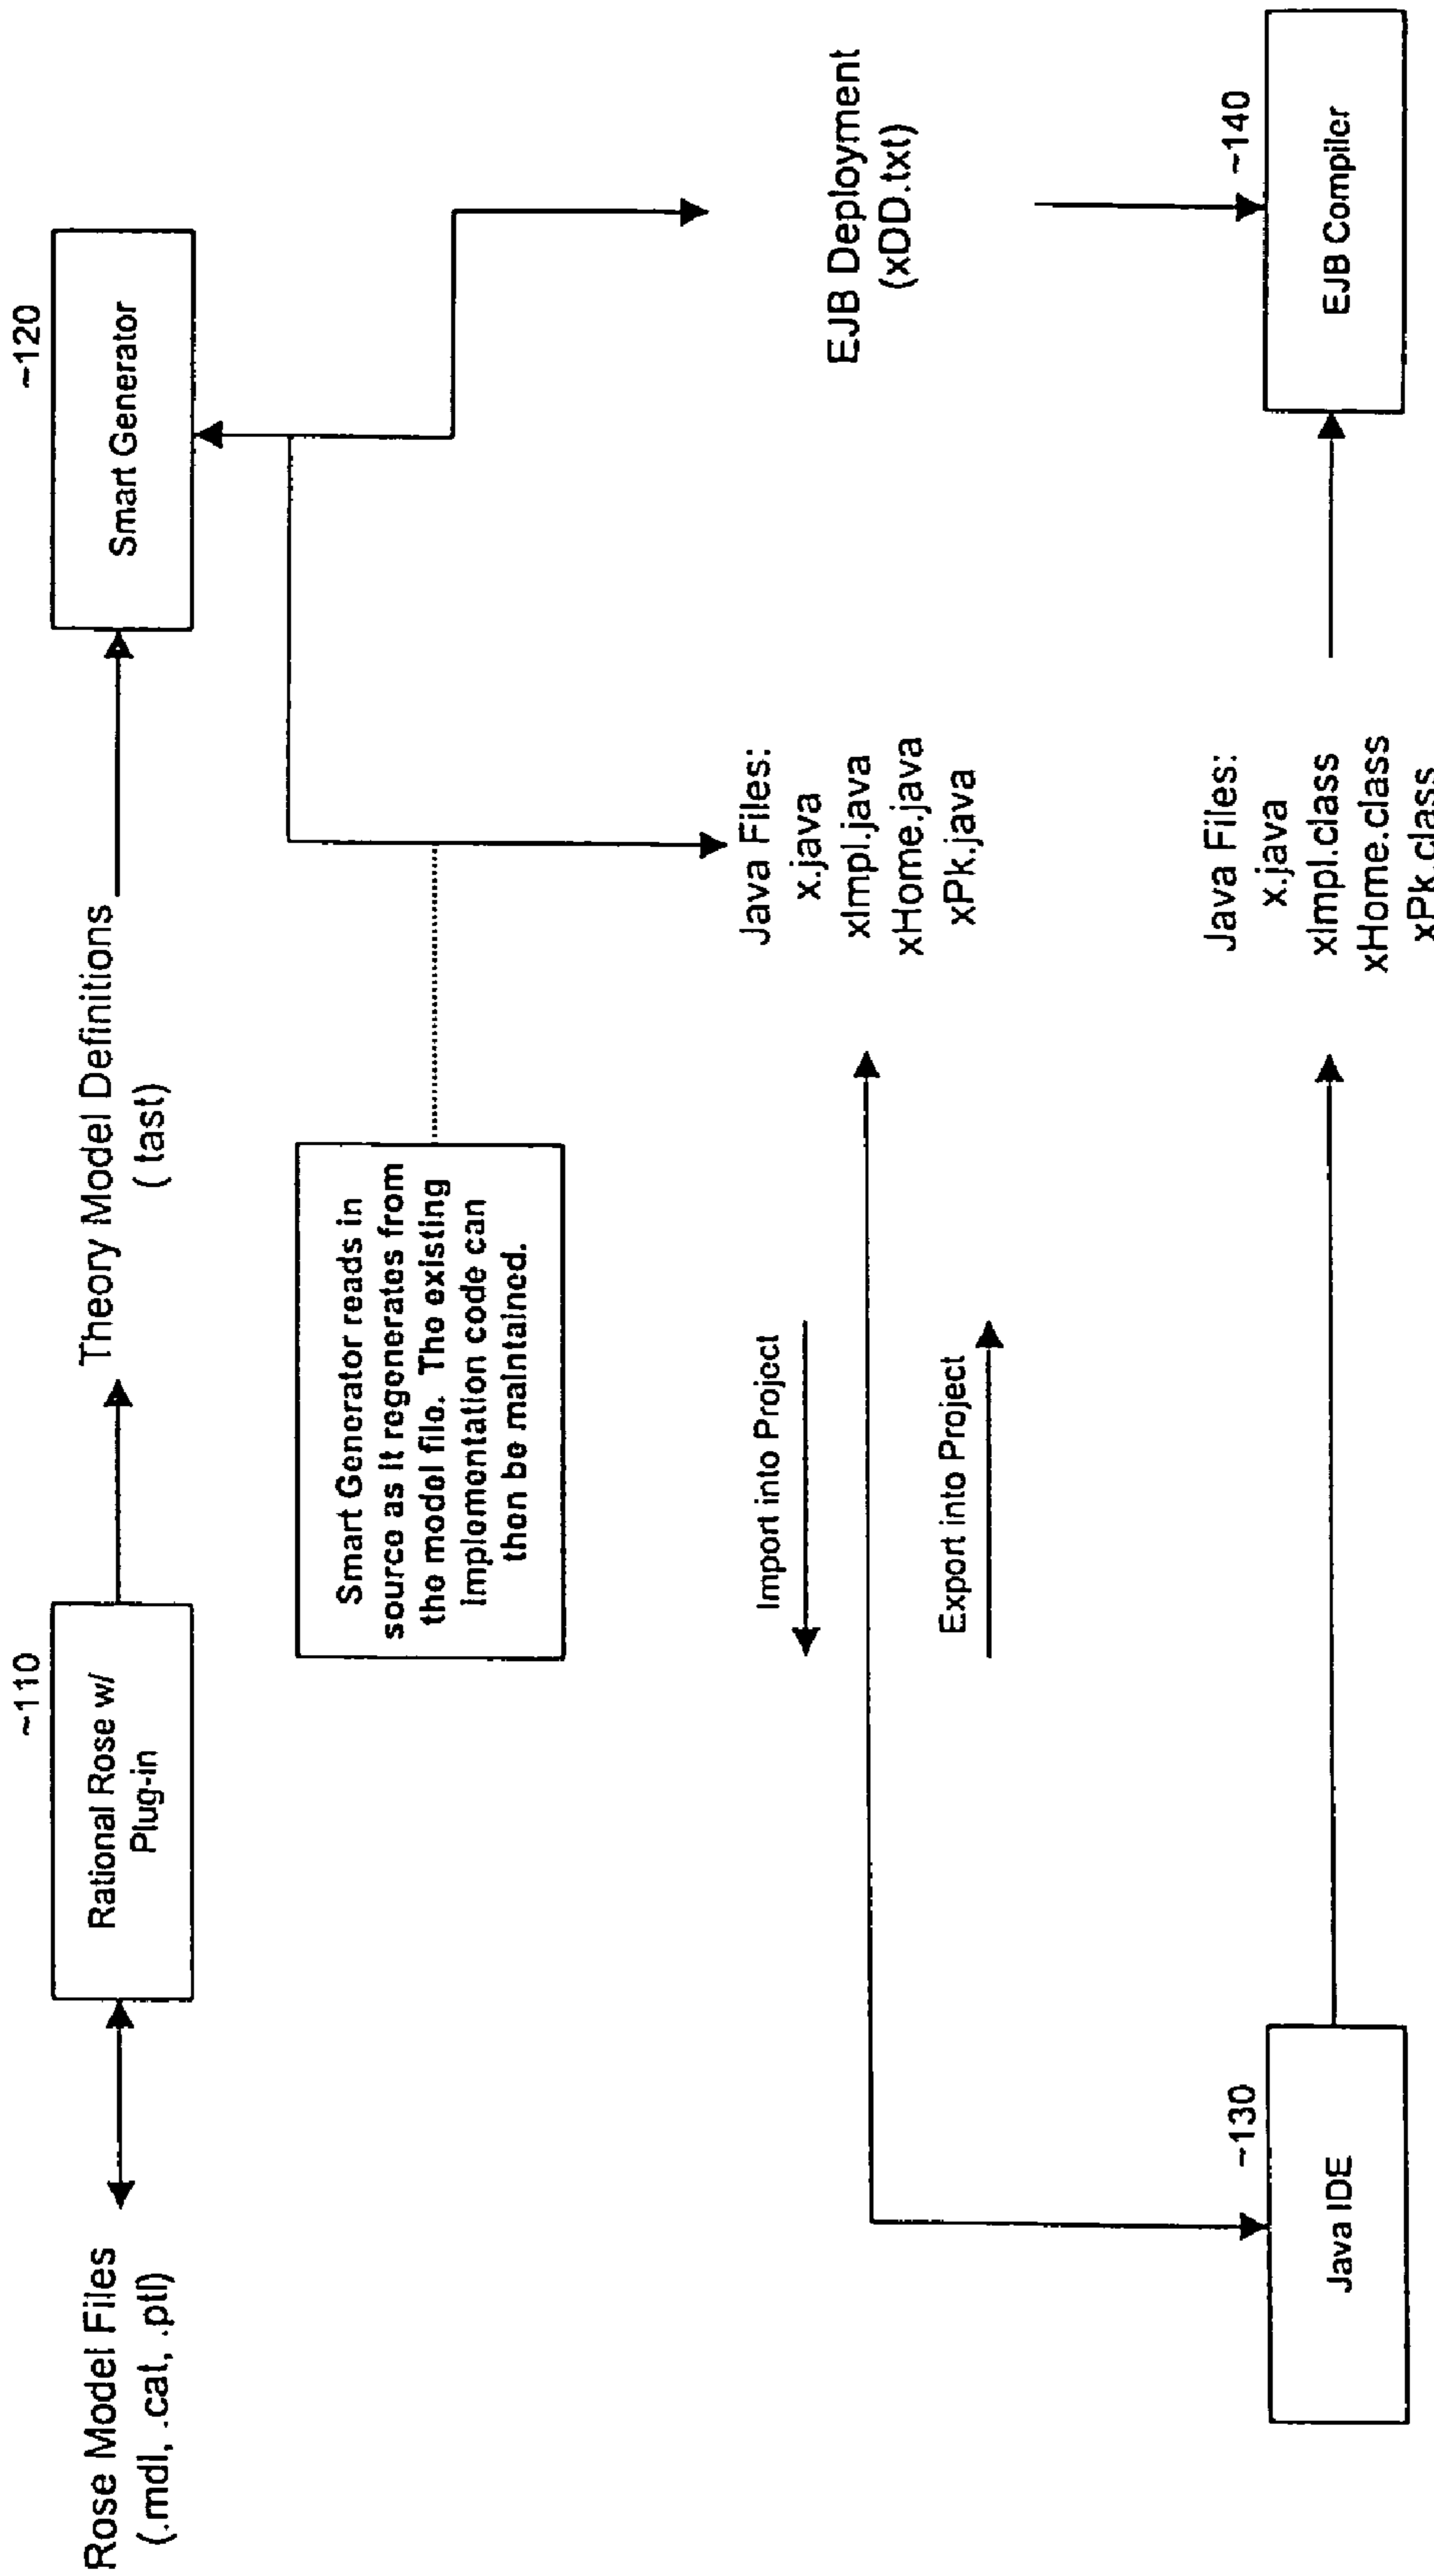 Rose Model Files
(.mdl, .cat, .ptl)
~110
Rational Rose w/
Plug-in
Theory Model Definitions
( tast)
~120
Smart Generator
Smart Generator reads in
source as it regenerates from
the model file. The existing
implementation code can
then be maintained.
Import into Project
Export into Project
Java Files:
x.java
xImpl.java
xHome.java
xPk.java
EJB Deployment
(xDD.txt)
~130
Java IDE
Java Files:
x.java
xImpl.class
xHome.class
xPk.class
~140
EJB Compiler